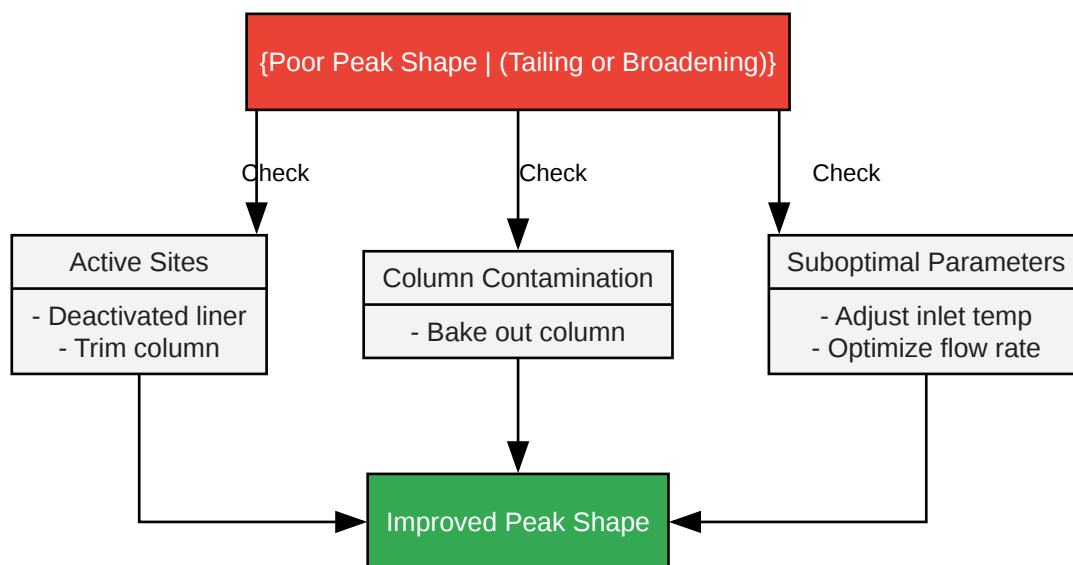 {Poor Peak Shape | (Tailing or Broadening)}
Check
Check
Check
Active Sites
- Deactivated liner
- Trim column
Column Contamination
- Bake out column
Suboptimal Parameters
- Adjust inlet temp
- Optimize flow rate
Improved Peak Shape